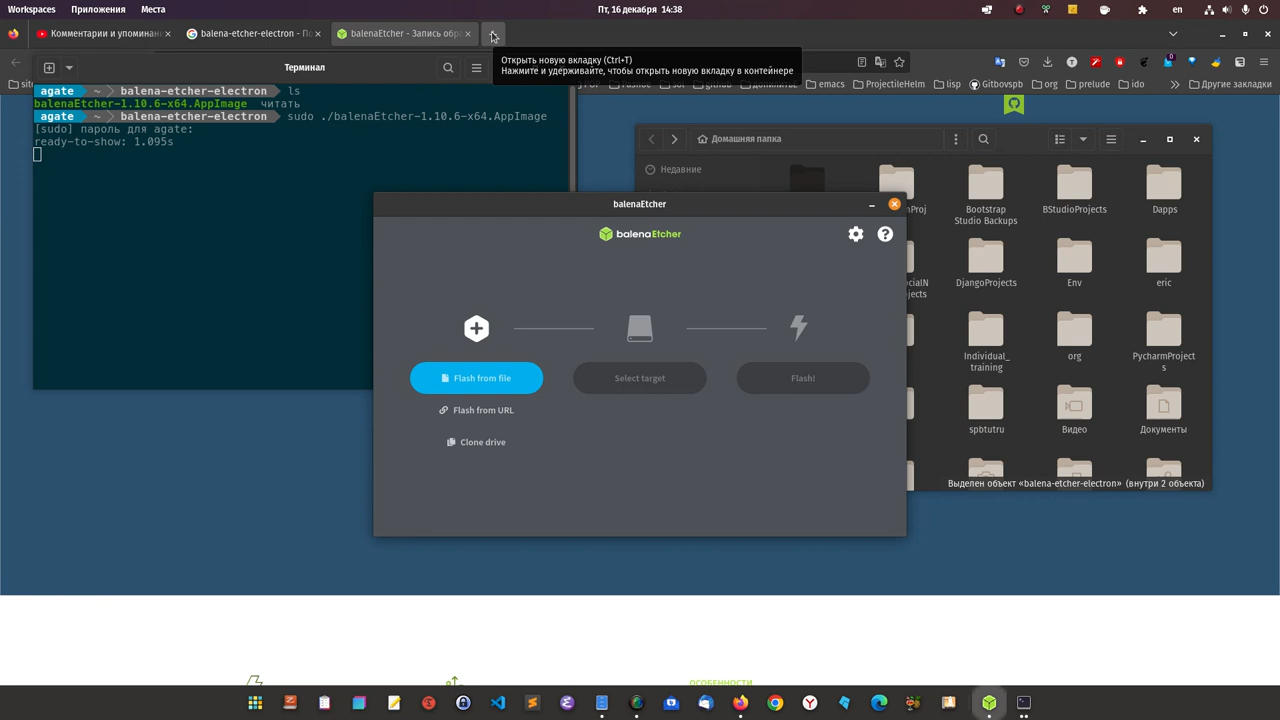 Workspaces Приложения Места
Пт, 16 декабря 14:38
en
Комментарии и упоминан
balena-etcher-electron - По
balenaEtcher - Запись обра
Открыть новую вкладку (Ctrl+T)
Нажмите и удерживайте, чтобы открыть новую вкладку в контейнере
Терминал
emacs
ProjectileHelm
lisp
Gitbovspb
org
prelude
ido
Другие закладки
agate ~ balena-etcher-electron ls
balenaEtcher-1.10.6-x64.AppImage читать
agate ~ balena-etcher-electron sudo ./balenaEtcher-1.10.6-x64.AppImage
[sudo] пароль для agate:
ready-to-show: 1.095s
Домашняя папка
Недавние
Bootstrap Studio Backups
BStudioProjects
Dapps
DjangoProjects
Env
eric
Individual_training
org
PycharmProjects
spbtutru
Видео
Документы
Выделен объект «balena-etcher-electron» (внутри 2 объекта)
balenaEtcher
balenaEtcher
Flash from file
Select target
Flash!
Flash from URL
Clone drive
ОСОБЕННОСТИ